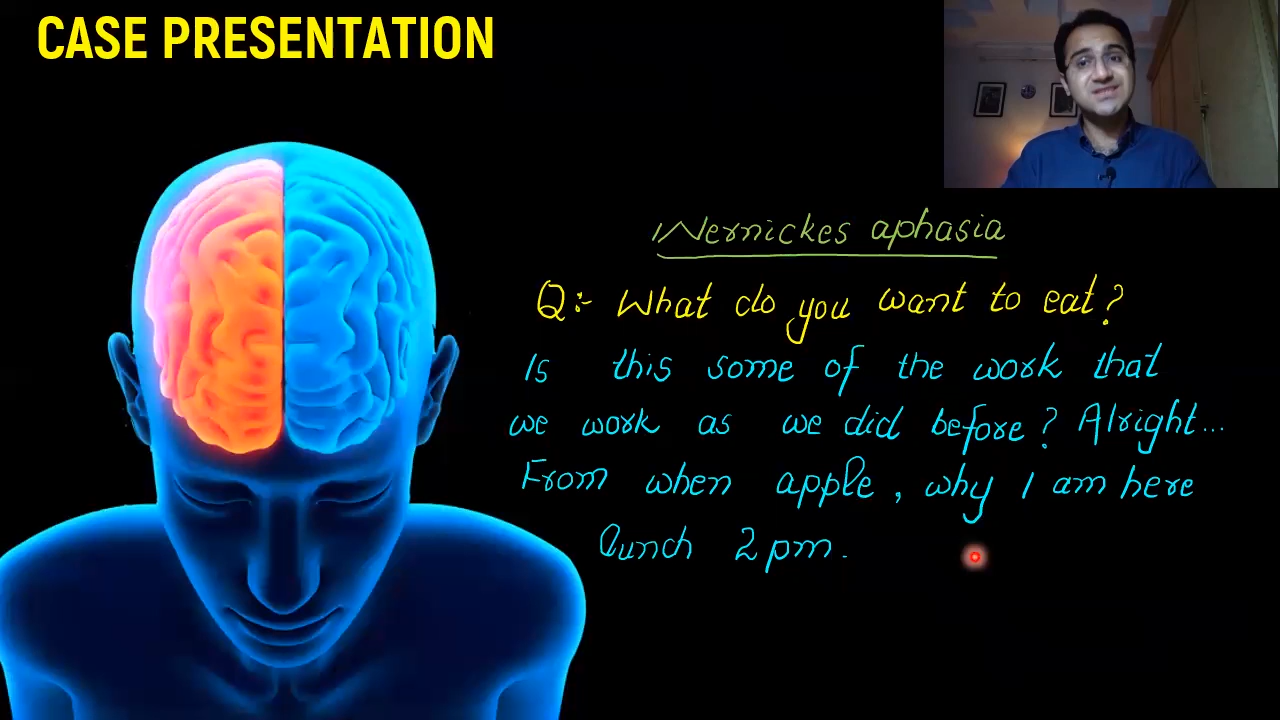 CASE PRESENTATION
Wernickes aphasia
Q:- What do you want to eat?
Is this some of the work that
we work as we did before? Alright...
From when apple, why I am here
lunch 2pm.